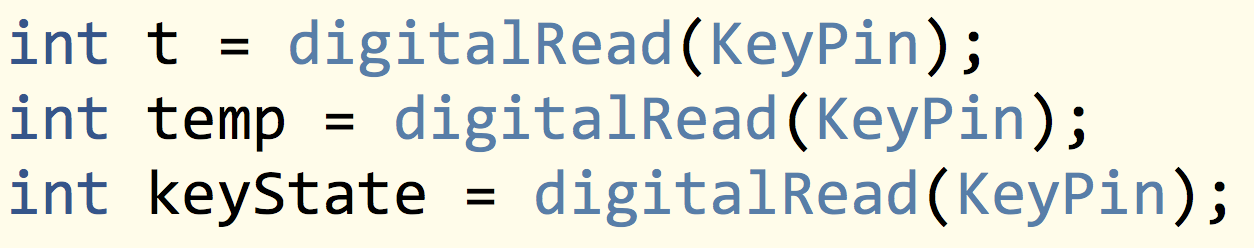 int t = digitalRead(KeyPin);
int temp = digitalRead(KeyPin);
int keyState = digitalRead(KeyPin);